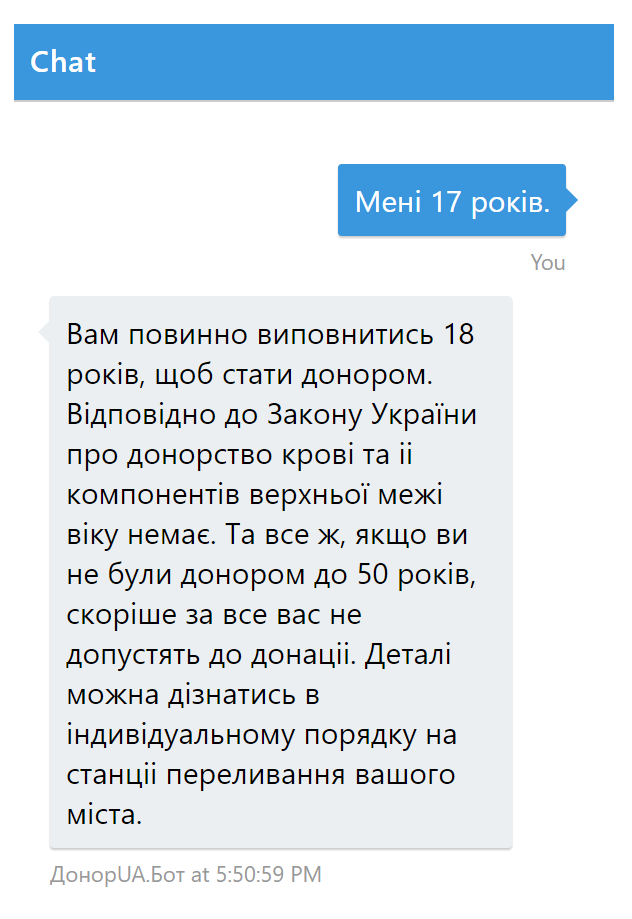 Chat
Мені 17 років.
You
Вам повинно виповнитись 18
років, щоб стати донором.
Відповідно до Закону України
про донорство крові та іі
компонентів верхньої межі
віку немає. Та все ж, якщо ви
не були донором до 50 років,
скоріше за все вас не
допустять до донації. Деталі
можна дізнатись в
індивідуальному порядку на
станції переливання вашого
міста.
ДонорUA.Бот at 5:50:59 PM